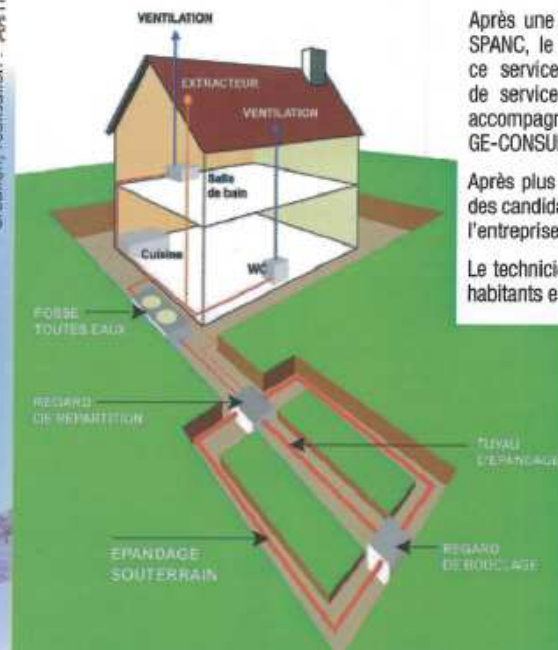 VENTILATION
EXTRACTEUR
VENTILATION
Salle
de bain
Cuisine
WC
FOSSE
TOUTES EAUX
REGARD
DE REPARTITION
TUYAU
D'EPANDAGE
EPANDAGE
SOUTERRAIN
REGARD
DE BOUCLAGE
Après une
SPANC, le
ce service
de service
accompagn
GE-CONSU
Après plus
des candida
l'entreprise
Le technici
habitants e